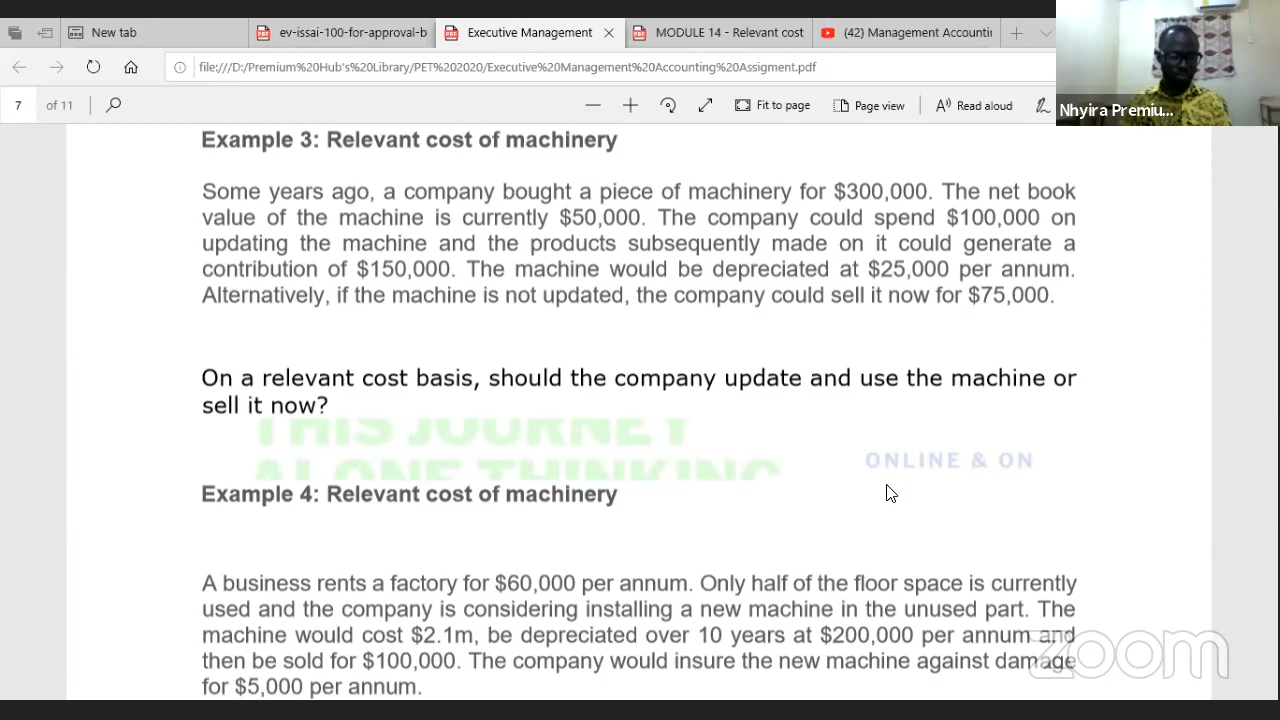 New tab
ev-issai-100-for-approval-b
Executive Management
MODULE 14 - Relevant cost
(42) Management Accountin
file:///D:/Premium%20Hub's%20Library/PET%202020/Executive%20Management%20Accounting%20Assigment.pdf
7 of 11
Fit to page
Page view
Read aloud
Nhyira Premiu...
Example 3: Relevant cost of machinery
Some years ago, a company bought a piece of machinery for $300,000. The net book
value of the machine is currently $50,000. The company could spend $100,000 on
updating the machine and the products subsequently made on it could generate a
contribution of $150,000. The machine would be depreciated at $25,000 per annum.
Alternatively, if the machine is not updated, the company could sell it now for $75,000.
On a relevant cost basis, should the company update and use the machine or
sell it now?
THIS JOURNEY
ALONE THINKING
ONLINE & ON
Example 4: Relevant cost of machinery
A business rents a factory for $60,000 per annum. Only half of the floor space is currently
used and the company is considering installing a new machine in the unused part. The
machine would cost $2.1m, be depreciated over 10 years at $200,000 per annum and
then be sold for $100,000. The company would insure the new machine against damage
for $5,000 per annum.
zoom